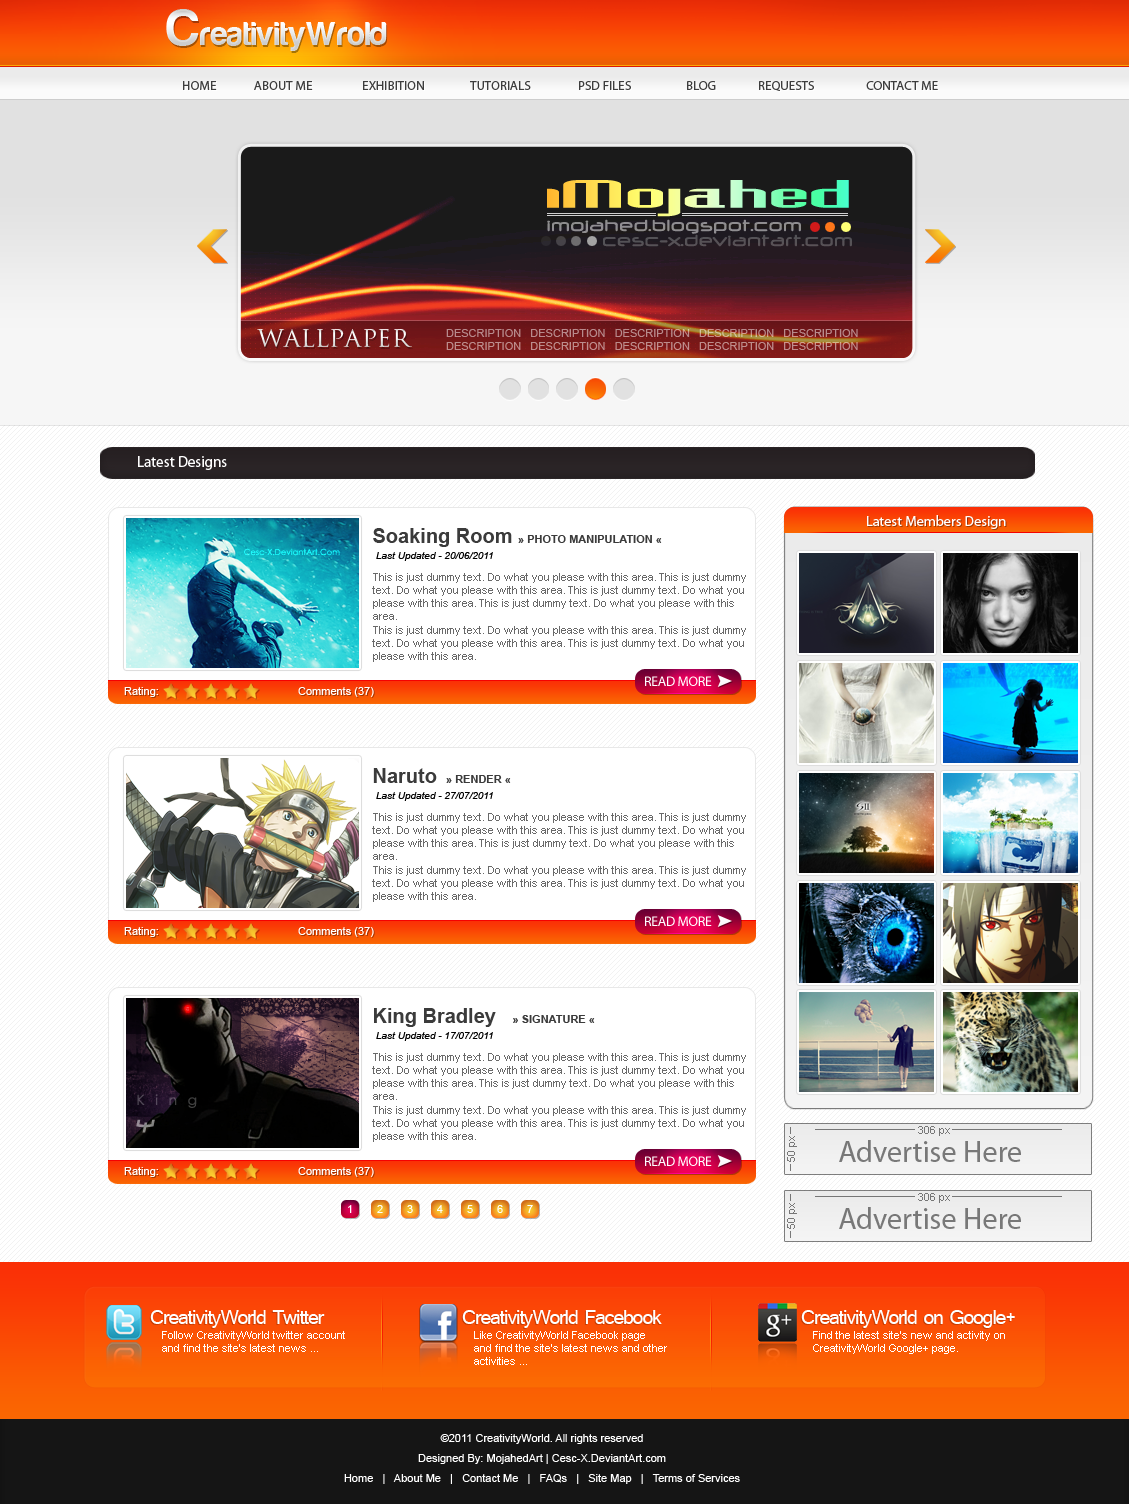 CreativityWrold
HOME ABOUT ME EXHIBITION TUTORIALS PSD FILES BLOG REQUESTS CONTACT ME
iMojahed
imojahed.blogspot.com
cesc-x.deviantart.com
WALLPAPER
DESCRIPTION DESCRIPTION DESCRIPTION DESCRIPTION DESCRIPTION
DESCRIPTION DESCRIPTION DESCRIPTION DESCRIPTION DESCRIPTION
Latest Designs
Cesc-X.DeviantArt.Com
Soaking Room » PHOTO MANIPULATION «
Last Updated - 20/06/2011
This is just dummy text. Do what you please with this area. This is just dummy
text. Do what you please with this area. This is just dummy text. Do what you
please with this area. This is just dummy text. Do what you please with this
area.
This is just dummy text. Do what you please with this area. This is just dummy
text. Do what you please with this area. This is just dummy text. Do what you
please with this area.
Rating: Comments (37) READ MORE
Naruto » RENDER «
Last Updated - 27/07/2011
This is just dummy text. Do what you please with this area. This is just dummy
text. Do what you please with this area. This is just dummy text. Do what you
please with this area. This is just dummy text. Do what you please with this
area.
This is just dummy text. Do what you please with this area. This is just dummy
text. Do what you please with this area. This is just dummy text. Do what you
please with this area.
Rating: Comments (37) READ MORE
King
King Bradley » SIGNATURE «
Last Updated - 17/07/2011
This is just dummy text. Do what you please with this area. This is just dummy
text. Do what you please with this area. This is just dummy text. Do what you
please with this area. This is just dummy text. Do what you please with this
area.
This is just dummy text. Do what you please with this area. This is just dummy
text. Do what you please with this area. This is just dummy text. Do what you
please with this area.
Rating: Comments (37) READ MORE
1 2 3 4 5 6 7
Latest Members Design
306 px
50 px
Advertise Here
306 px
50 px
Advertise Here
CreativityWorld Twitter
Follow CreativityWorld twitter account
and find the site's latest news ...
CreativityWorld Facebook
Like CreativityWorld Facebook page
and find the site's latest news and other
activities ...
g+
CreativityWorld on Google+
Find the latest site's new and activity on
CreativityWorld Google+ page.
©2011 CreativityWorld. All rights reserved
Designed By: MojahedArt | Cesc-X.DeviantArt.com
Home | About Me | Contact Me | FAQs | Site Map | Terms of Services